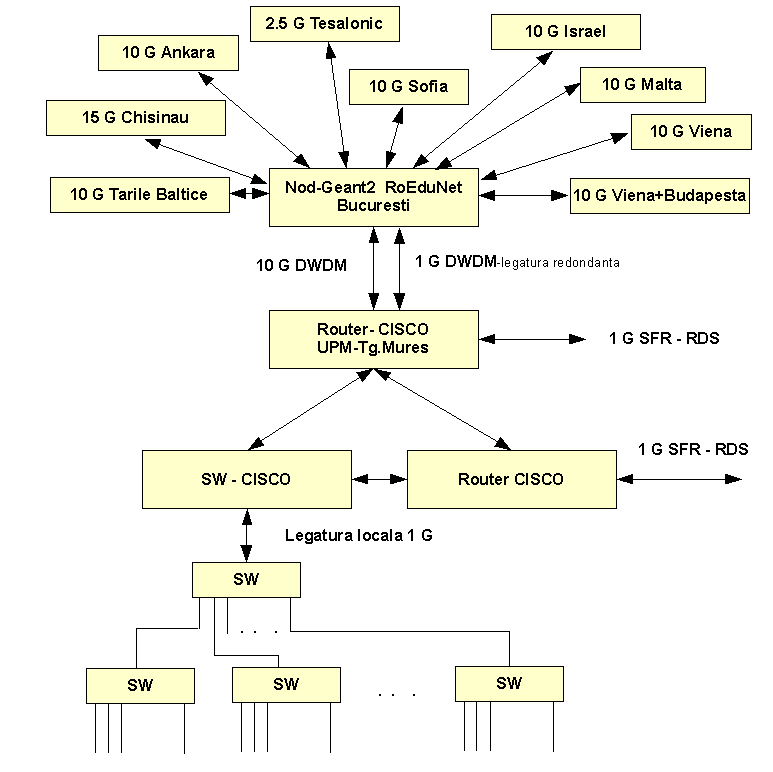 2.5 G Tesalonic
10 G Israel
10 G Ankara
10 G Sofia
10 G Malta
15 G Chisinau
10 G Viena
10 G Tarile Baltice
Nod-Geant2 RoEduNet
Bucuresti
10 G Viena+Budapesta
10 G DWDM
1 G DWDM-legatura redondanta
Router- CISCO
UPM-Tg.Mures
1 G SFR - RDS
SW - CISCO
Router CISCO
1 G SFR - RDS
Legatura locala 1 G
SW
. . . .
SW
SW
. . .
SW